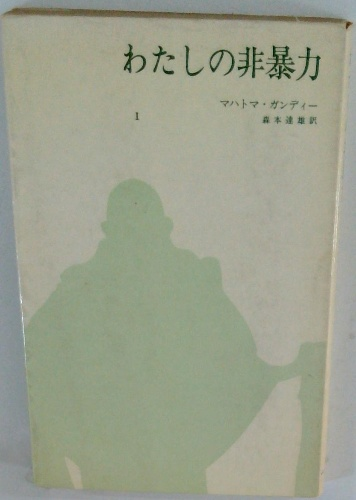 わたしの非暴力
マハトマ・ガンディー
森本達雄訳
1